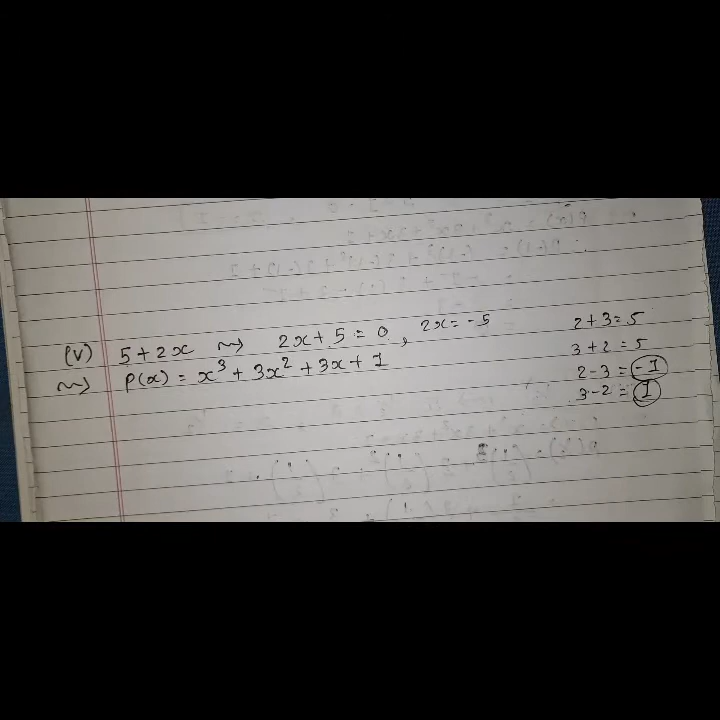 (v) 5 + 2x ⇝ 2x + 5 = 0 , 2x = -5
⇝ P(x) = x³ + 3x² + 3x + 1
2 + 3 = 5
3 + 2 = 5
2 - 3 = -1
3 - 2 = 1